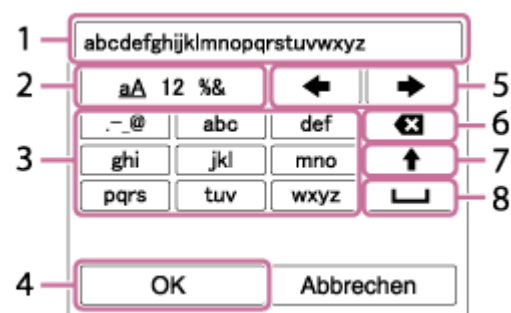 1 abcdefghijklmnopqrstuvwxyz
2 aA 12 %& 5
.-_@ abc def 6
3 ghi jkl mno 7
pqrs tuv wxyz 8
4 OK Abbrechen